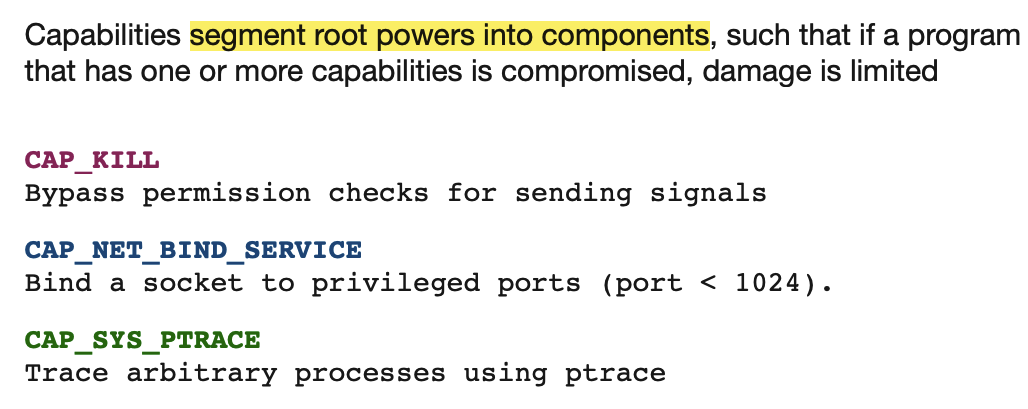 Capabilities segment root powers into components, such that if a program
that has one or more capabilities is compromised, damage is limited
CAP_KILL
Bypass permission checks for sending signals
CAP_NET_BIND_SERVICE
Bind a socket to privileged ports (port < 1024).
CAP_SYS_PTRACE
Trace arbitrary processes using ptrace